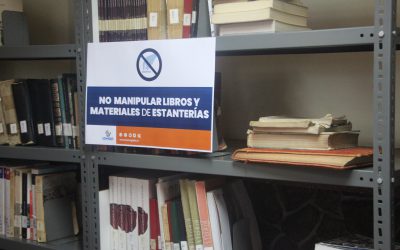 NO MANIPULAR LIBROS Y
MATERIALES DE ESTANTERÍAS